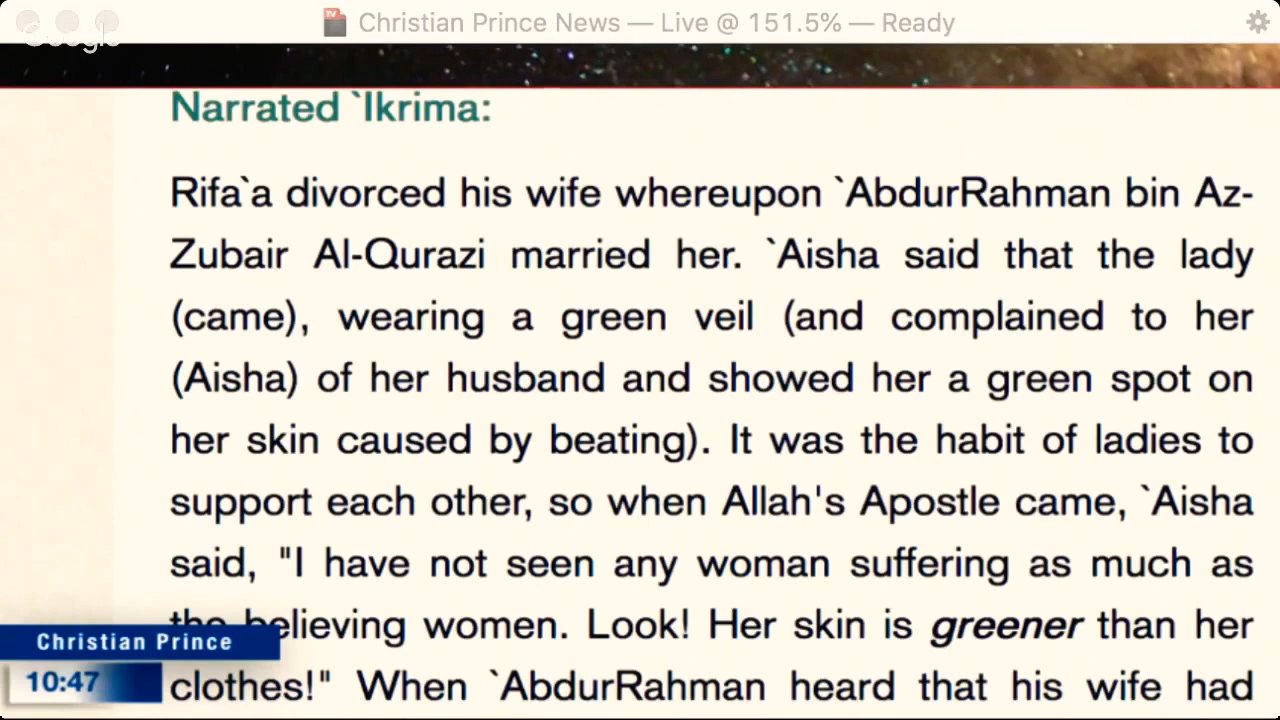 Christian Prince News — Live @ 151.5% — Ready
Google
Narrated `Ikrima:
Rifa`a divorced his wife whereupon `AbdurRahman bin Az-
Zubair Al-Qurazi married her. `Aisha said that the lady
(came), wearing a green veil (and complained to her
(Aisha) of her husband and showed her a green spot on
her skin caused by beating). It was the habit of ladies to
support each other, so when Allah's Apostle came, `Aisha
said, "I have not seen any woman suffering as much as
the believing women. Look! Her skin is greener than her
clothes!" When `AbdurRahman heard that his wife had
Christian Prince
10:47